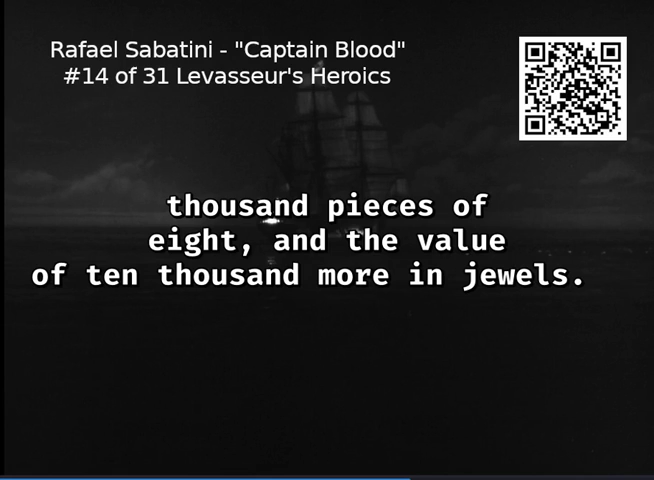 Rafael Sabatini - "Captain Blood"
#14 of 31 Levasseur's Heroics
thousand pieces of
eight, and the value
of ten thousand more in jewels.